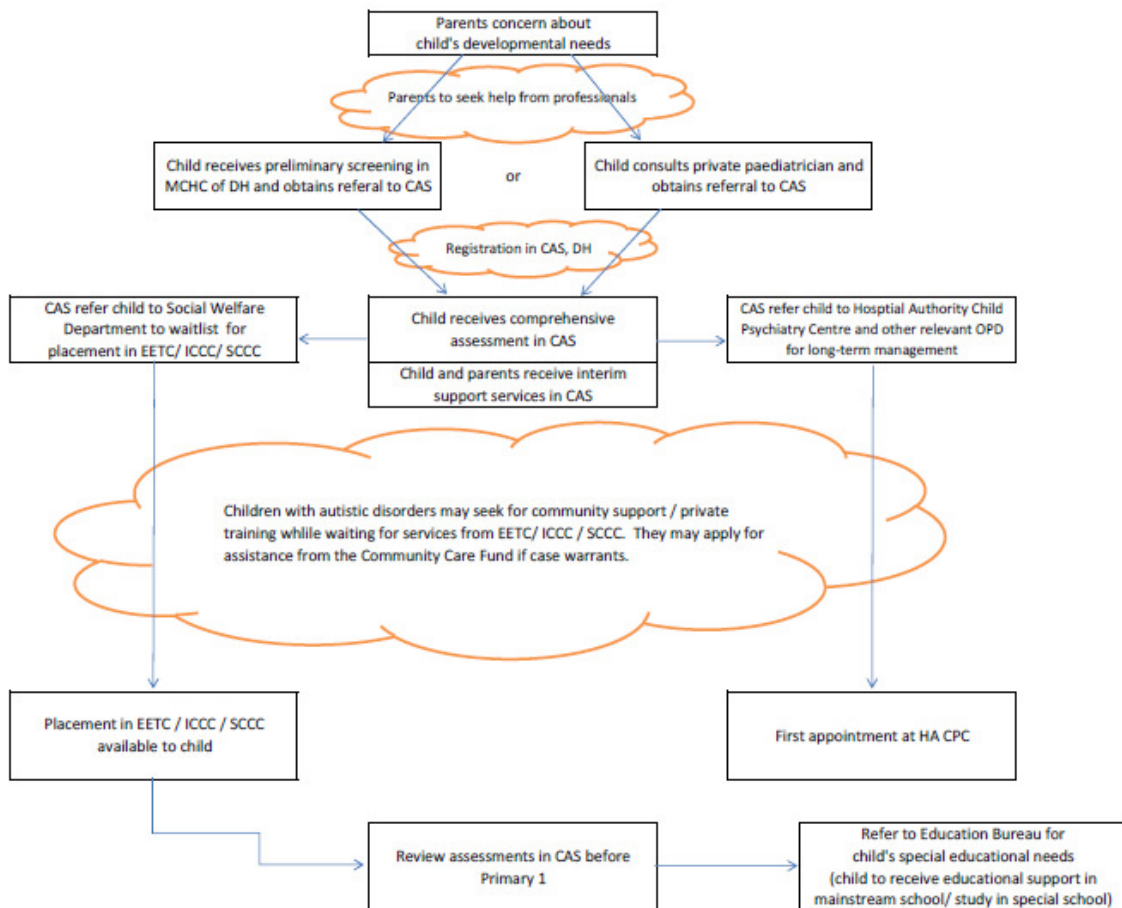 Parents concern about
child's developmental needs
Parents to seek help from professionals
Child receives preliminary screening in
MCHC of DH and obtains referal to CAS
or
Child consults private paediatrician and
obtains referral to CAS
Registration in CAS, DH
CAS refer child to Social Welfare
Department to waitlist for
placement in EETC/ ICCC/ SCCC
Child receives comprehensive
assessment in CAS
Child and parents receive interim
support services in CAS
CAS refer child to Hosptial Authority Child
Psychiatry Centre and other relevant OPD
for long-term management
Children with autistic disorders may seek for community support / private
training whlile waiting for services from EETC/ ICCC / SCCC. They may apply for
assistance from the Community Care Fund if case warrants.
Placement in EETC / ICCC / SCCC
available to child
First appointment at HA CPC
Review assessments in CAS before
Primary 1
Refer to Education Bureau for
child's special educational needs
(child to receive educational support in
mainstream school/ study in special school)